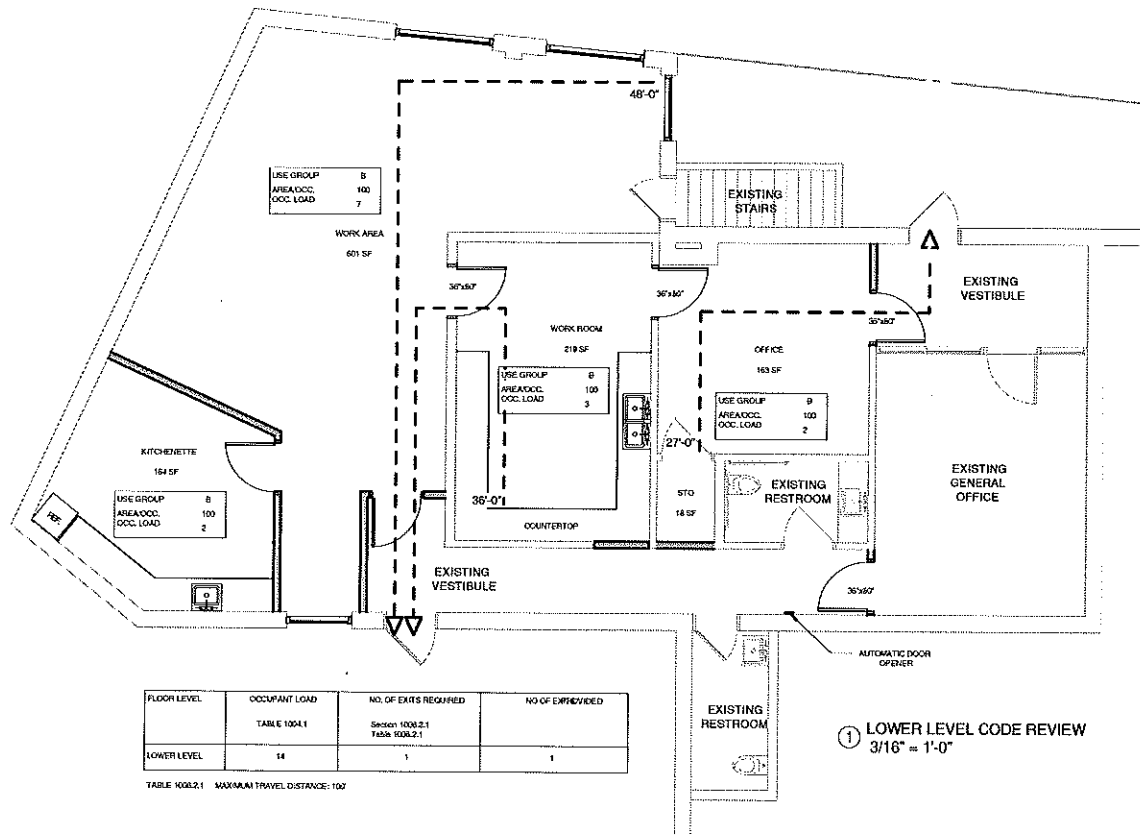 48'-0"
USE GROUP B
AREA/OCC. 100
OCC. LOAD 7
WORK AREA
601 SF
EXISTING
STAIRS
EXISTING
VESTIBULE
36"x80"
36"x80"
36"x80"
WORK ROOM
219 SF
USE GROUP B
AREA/OCC. 100
OCC. LOAD 3
OFFICE
163 SF
USE GROUP B
AREA/OCC. 100
OCC. LOAD 2
27'-0"
KITCHENETTE
164 SF
USE GROUP B
AREA/OCC. 100
OCC. LOAD 2
REF.
36'-0"
COUNTERTOP
STO
18 SF
EXISTING
RESTROOM
EXISTING
GENERAL
OFFICE
EXISTING
VESTIBULE
36"x80"
AUTOMATIC DOOR
OPENER
EXISTING
RESTROOM
1 LOWER LEVEL CODE REVIEW
3/16" = 1'-0"
FLOOR LEVEL OCCUPANT LOAD NO. OF EXITS REQUIRED NO OF
TABLE 1004.1 Section 1006.2.1
Table 1006.2.1
LOWER LEVEL 14 1 1
TABLE 1006.2.1 MAXIMUM TRAVEL DISTANCE: 100'